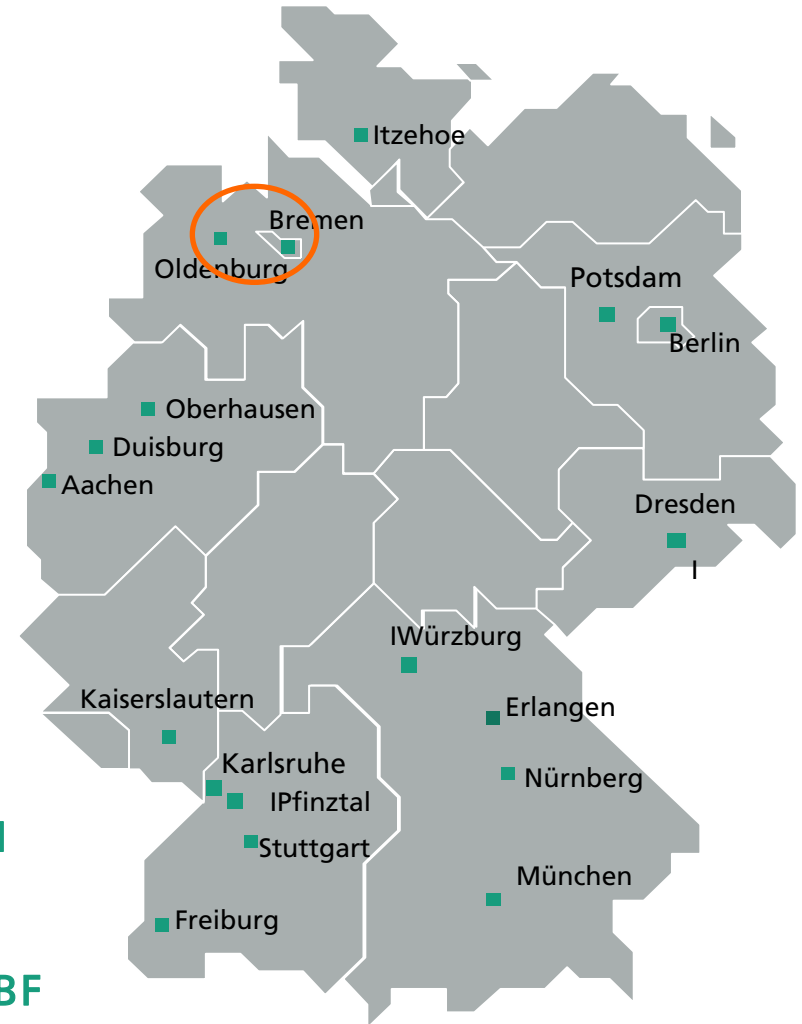 Itzehoe
Bremen
Oldenburg
Potsdam
Berlin
Oberhausen
Duisburg
Aachen
Dresden
I
IWürzburg
Kaiserslautern
Erlangen
Karlsruhe
Nürnberg
IPfinztal
Stuttgart
München
Freiburg
BF